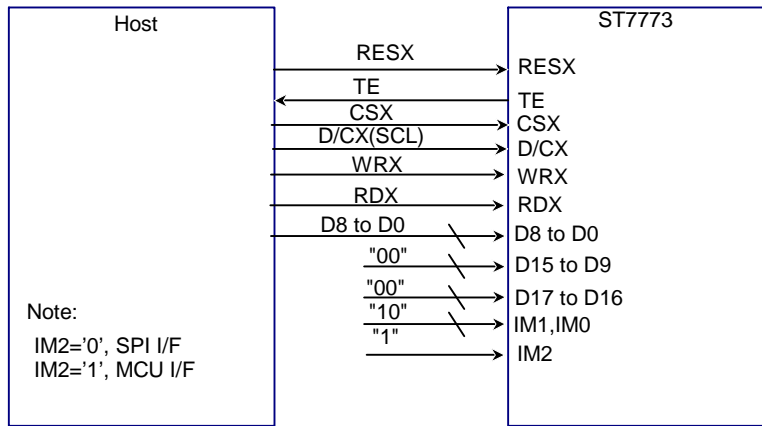 Host
ST7773
RESX
RESX
TE
TE
CSX
CSX
D/CX(SCL)
D/CX
WRX
WRX
RDX
RDX
D8 to D0
D8 to D0
"00"
D15 to D9
"00"
D17 to D16
"10"
IM1,IM0
"1"
IM2
Note:
IM2='0', SPI I/F
IM2='1', MCU I/F